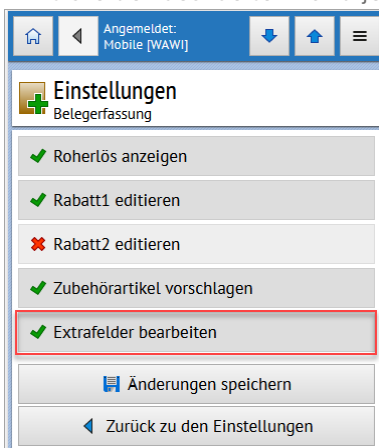 Angemeldet:
Mobile [WAWI]
Einstellungen
Belegerfassung
Roherlös anzeigen
Rabatt1 editieren
Rabatt2 editieren
Zubehörartikel vorschlagen
Extrafelder bearbeiten
Änderungen speichern
Zurück zu den Einstellungen